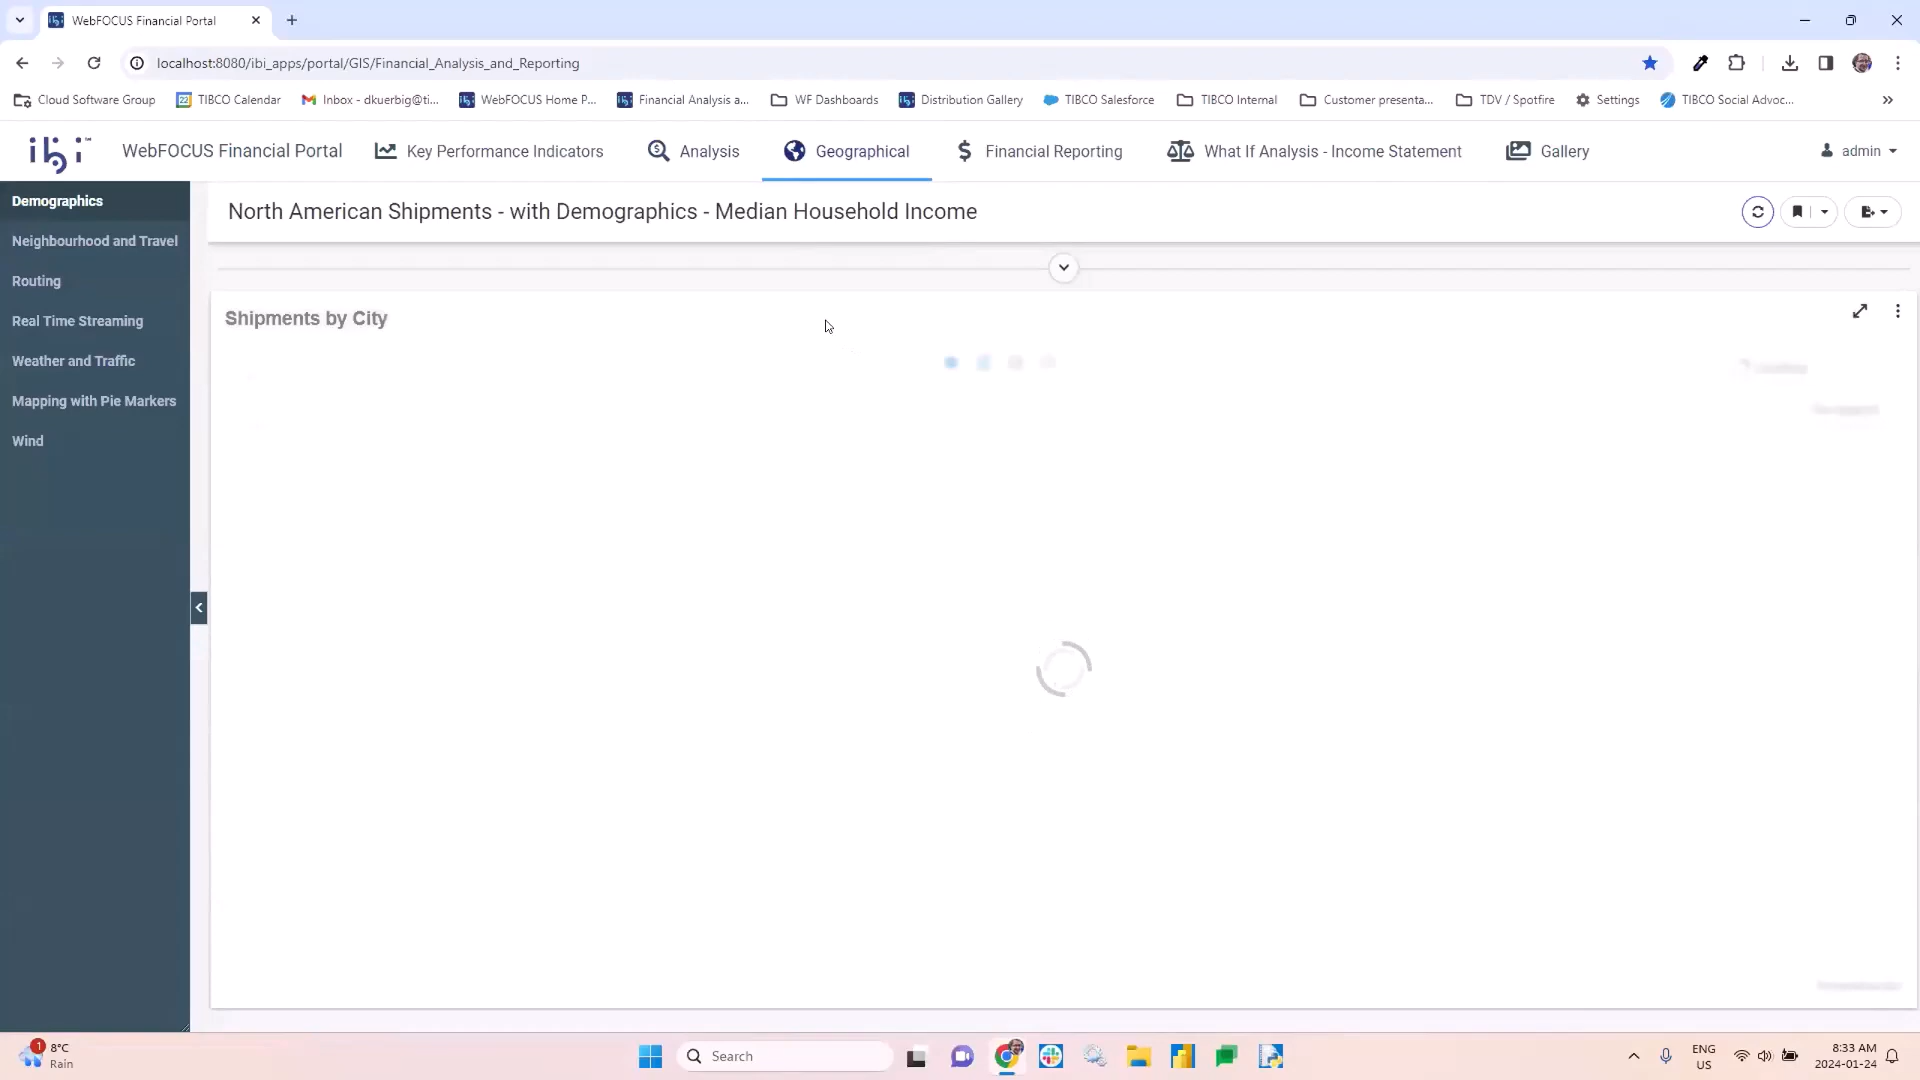 WebFOCUS Financial Portal
localhost:8080/ibi_apps/portal/GIS/Financial_Analysis_and_Reporting
Cloud Software Group
TIBCO Calendar
Inbox - dkuerbig@ti...
WebFOCUS Home P...
Financial Analysis a...
WF Dashboards
Distribution Gallery
TIBCO Salesforce
TIBCO Internal
Customer presenta...
TDV / Spotfire
Settings
TIBCO Social Advoc...
ibi™
WebFOCUS Financial Portal
Key Performance Indicators
Analysis
Geographical
Financial Reporting
What If Analysis - Income Statement
Gallery
admin
Demographics
Neighbourhood and Travel
Routing
Real Time Streaming
Weather and Traffic
Mapping with Pie Markers
Wind
North American Shipments - with Demographics - Median Household Income
Shipments by City
1
8°C
Rain
Search
ENG
US
8:33 AM
2024-01-24